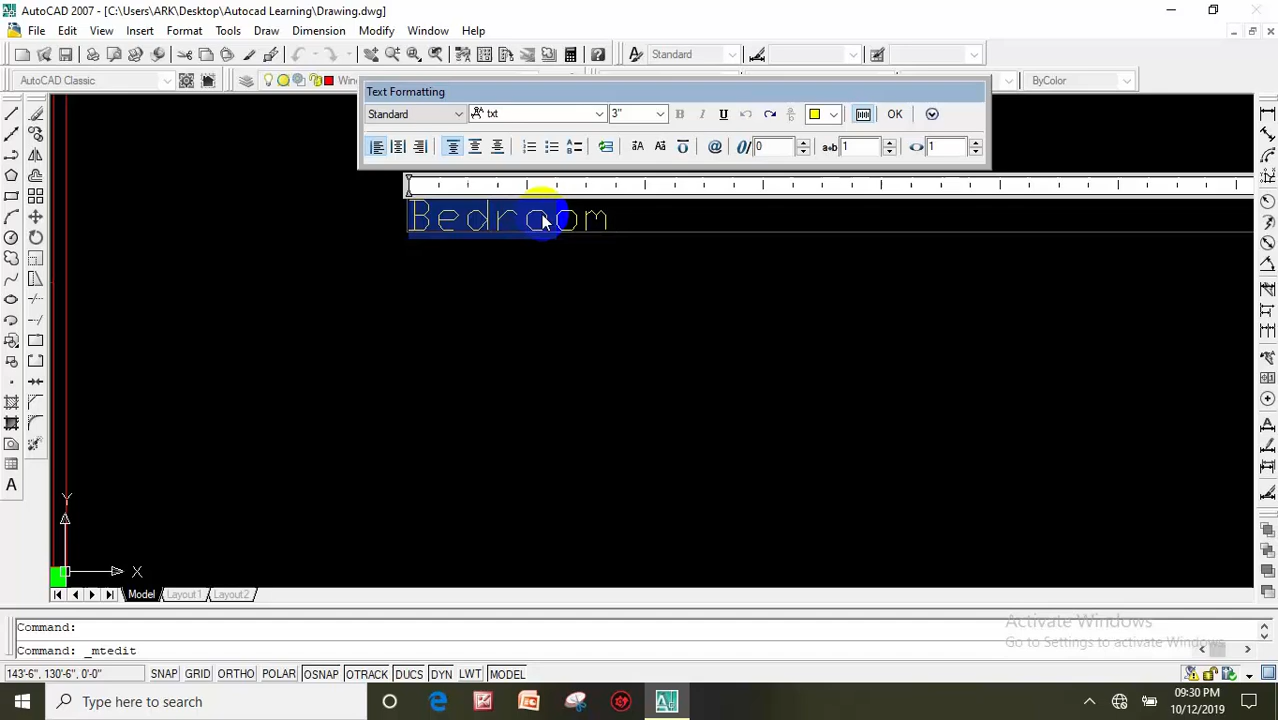 AutoCAD 2007 - [C:\Users\ARK\Desktop\Autocad Learning\Drawing.dwg]
File Edit View Insert Format Tools Draw Dimension Modify Window Help
Standard
AutoCAD Classic
Win
ByColor
Text Formatting
Standard txt 3" B I U OK
@ 0/ 0 a+b 1 1
Bedroom
Y
X
A
A
Model Layout1 Layout2
Command:
Command: _mtedit
Activate Windows
Go to Settings to activate Windows.
143'-6", 130'-6", 0'-0" SNAP GRID ORTHO POLAR OSNAP OTRACK DUCS DYN LWT MODEL
Type here to search
09:30 PM
10/12/2019